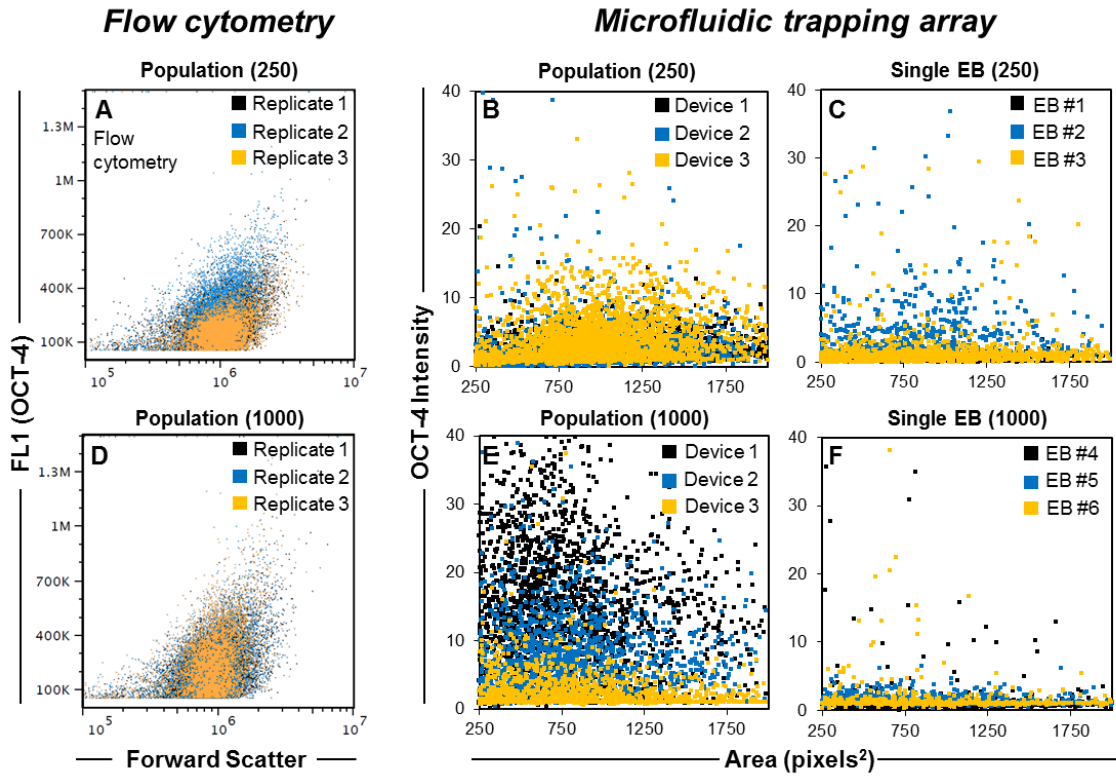 Flow cytometry
Microfluidic trapping array
Population (250)
A
Replicate 1
Replicate 2
Replicate 3
Flow
cytometry
1.3M
1M
700K
400K
100K
10^5
10^6
10^7
Population (250)
B
Device 1
Device 2
Device 3
40
30
20
10
0
250
750
1250
1750
Single EB (250)
C
EB #1
EB #2
EB #3
40
30
20
10
0
250
750
1250
1750
Population (1000)
D
Replicate 1
Replicate 2
Replicate 3
1.3M
1M
700K
400K
100K
10^5
10^6
10^7
Population (1000)
E
Device 1
Device 2
Device 3
40
30
20
10
0
250
750
1250
1750
Single EB (1000)
F
EB #4
EB #5
EB #6
40
30
20
10
0
250
750
1250
1750
FL1 (OCT-4)
OCT-4 Intensity
Forward Scatter
Area (pixels²)